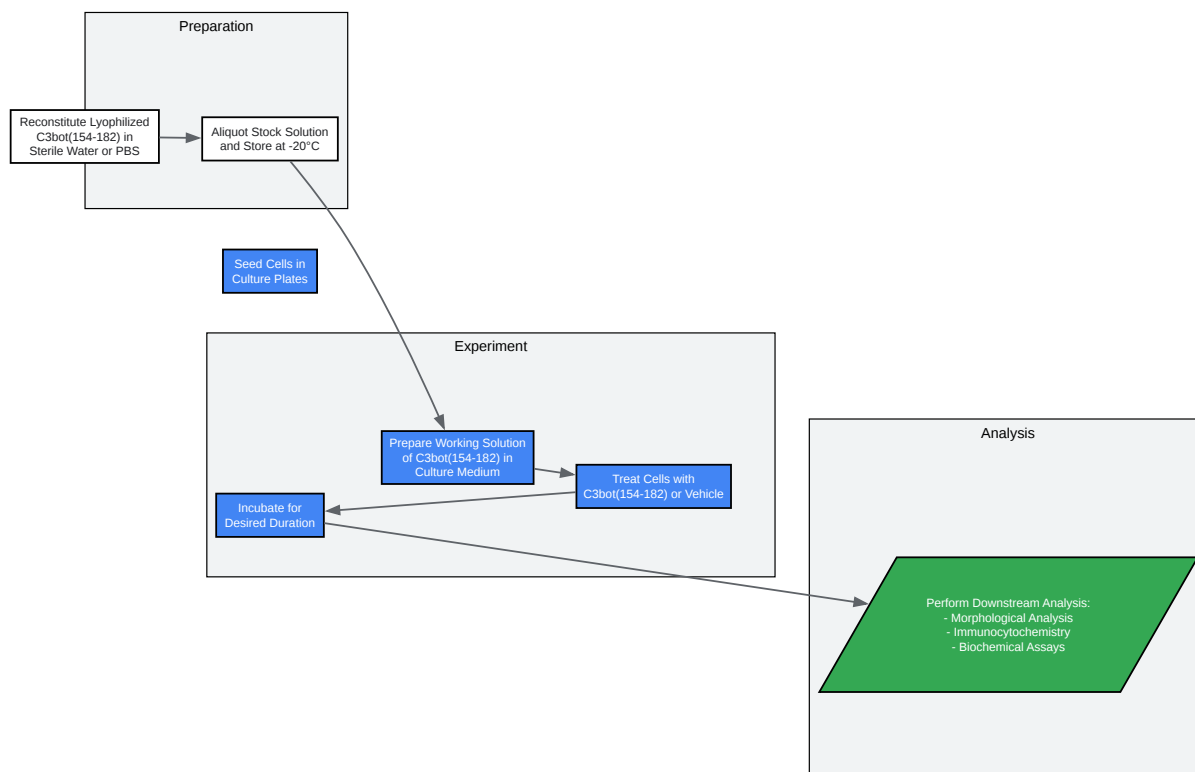 Preparation
Reconstitute Lyophilized
C3bot(154-182) in
Sterile Water or PBS
Aliquot Stock Solution
and Store at -20°C
Seed Cells in
Culture Plates
Experiment
Prepare Working Solution
of C3bot(154-182) in
Culture Medium
Treat Cells with
C3bot(154-182) or Vehicle
Incubate for
Desired Duration
Analysis
Perform Downstream Analysis:
- Morphological Analysis
- Immunocytochemistry
- Biochemical Assays